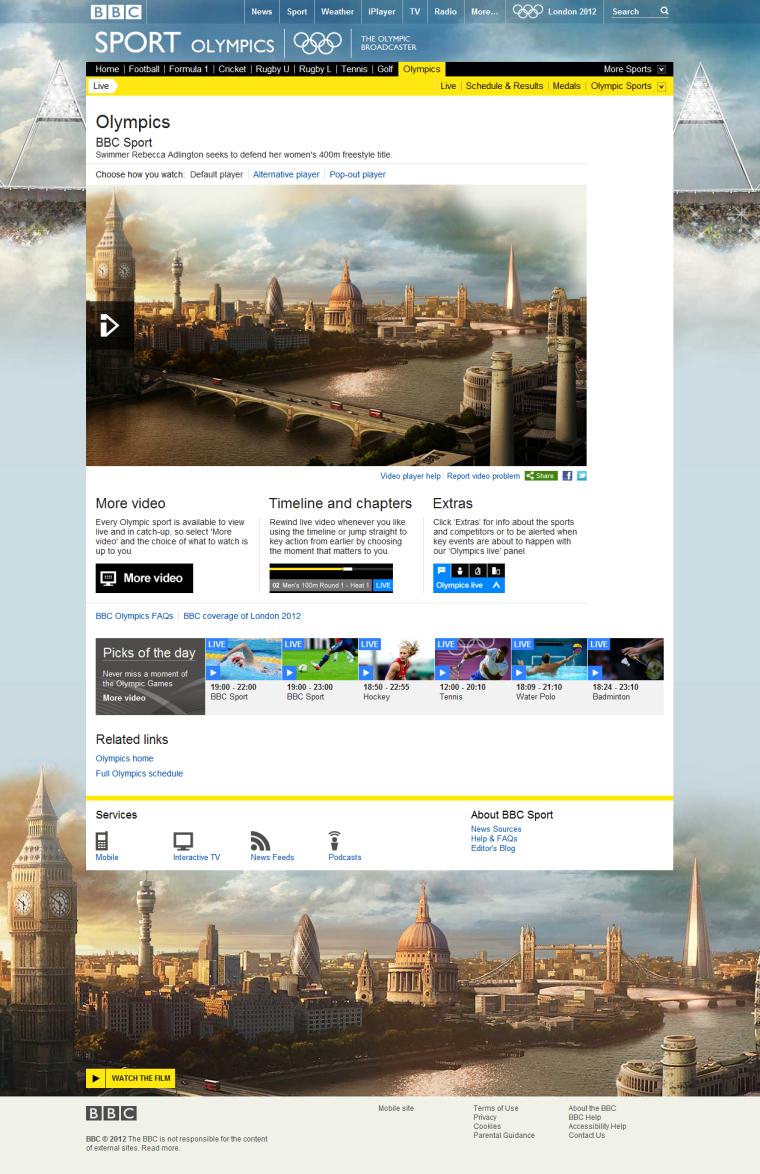 BBC
News Sport Weather iPlayer TV Radio More... London 2012 Search
SPORT OLYMPICS THE OLYMPIC
BROADCASTER
Home Football Formula 1 Cricket Rugby U Rugby L Tennis Golf Olympics More Sports
Live Live Schedule & Results Medals Olympic Sports
Olympics
BBC Sport
Swimmer Rebecca Adlington seeks to defend her women's 400m freestyle title.
Choose how you watch: Default player Alternative player Pop-out player
Video player help Report video problem Share
More video
Every Olympic sport is available to view
live and in catch-up, so select 'More
video' and the choice of what to watch is
up to you.
More video
Timeline and chapters
Rewind live video whenever you like
using the timeline or jump straight to
key action from earlier by choosing
the moment that matters to you.
02 Men's 100m Round 1 - Heat 1 LIVE
Extras
Click 'Extras' for info about the sports
and competitors or to be alerted when
key events are about to happen with
our 'Olympics live' panel.
Olympics live
BBC Olympics FAQs BBC coverage of London 2012
Picks of the day
Never miss a moment of
the Olympic Games
More video
LIVE
19:00 - 22:00
BBC Sport
LIVE
19:00 - 23:00
BBC Sport
LIVE
18:50 - 22:55
Hockey
LIVE
12:00 - 20:10
Tennis
LIVE
18:09 - 21:10
Water Polo
LIVE
18:24 - 23:10
Badminton
Related links
Olympics home
Full Olympics schedule
Services
Mobile Interactive TV News Feeds Podcasts
About BBC Sport
News Sources
Help & FAQs
Editor's Blog
WATCH THE FILM
BBC
BBC © 2012 The BBC is not responsible for the content
of external sites. Read more.
Mobile site
Terms of Use
Privacy
Cookies
Parental Guidance
About the BBC
BBC Help
Accessibility Help
Contact Us